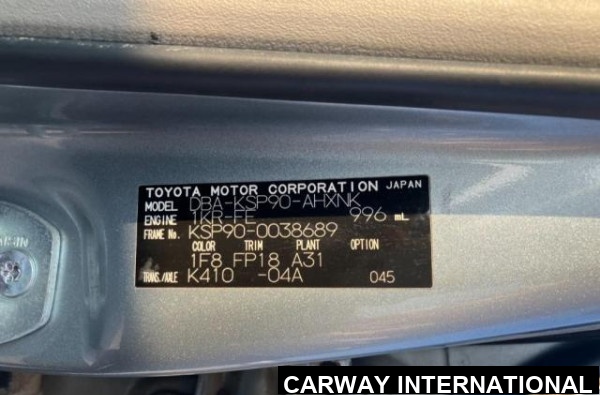 TOYOTA MOTOR CORPORATION JAPAN
MODEL DBA-KSP90-AHXNK
ENGINE 1KR-FE 996 mL
FRAME No. KSP90-0038689
COLOR TRIM PLANT OPTION
1F8 FP18 A31
TRANS./AXLE K410 -04A 045
AISIN
CARWAY INTERNATIONAL